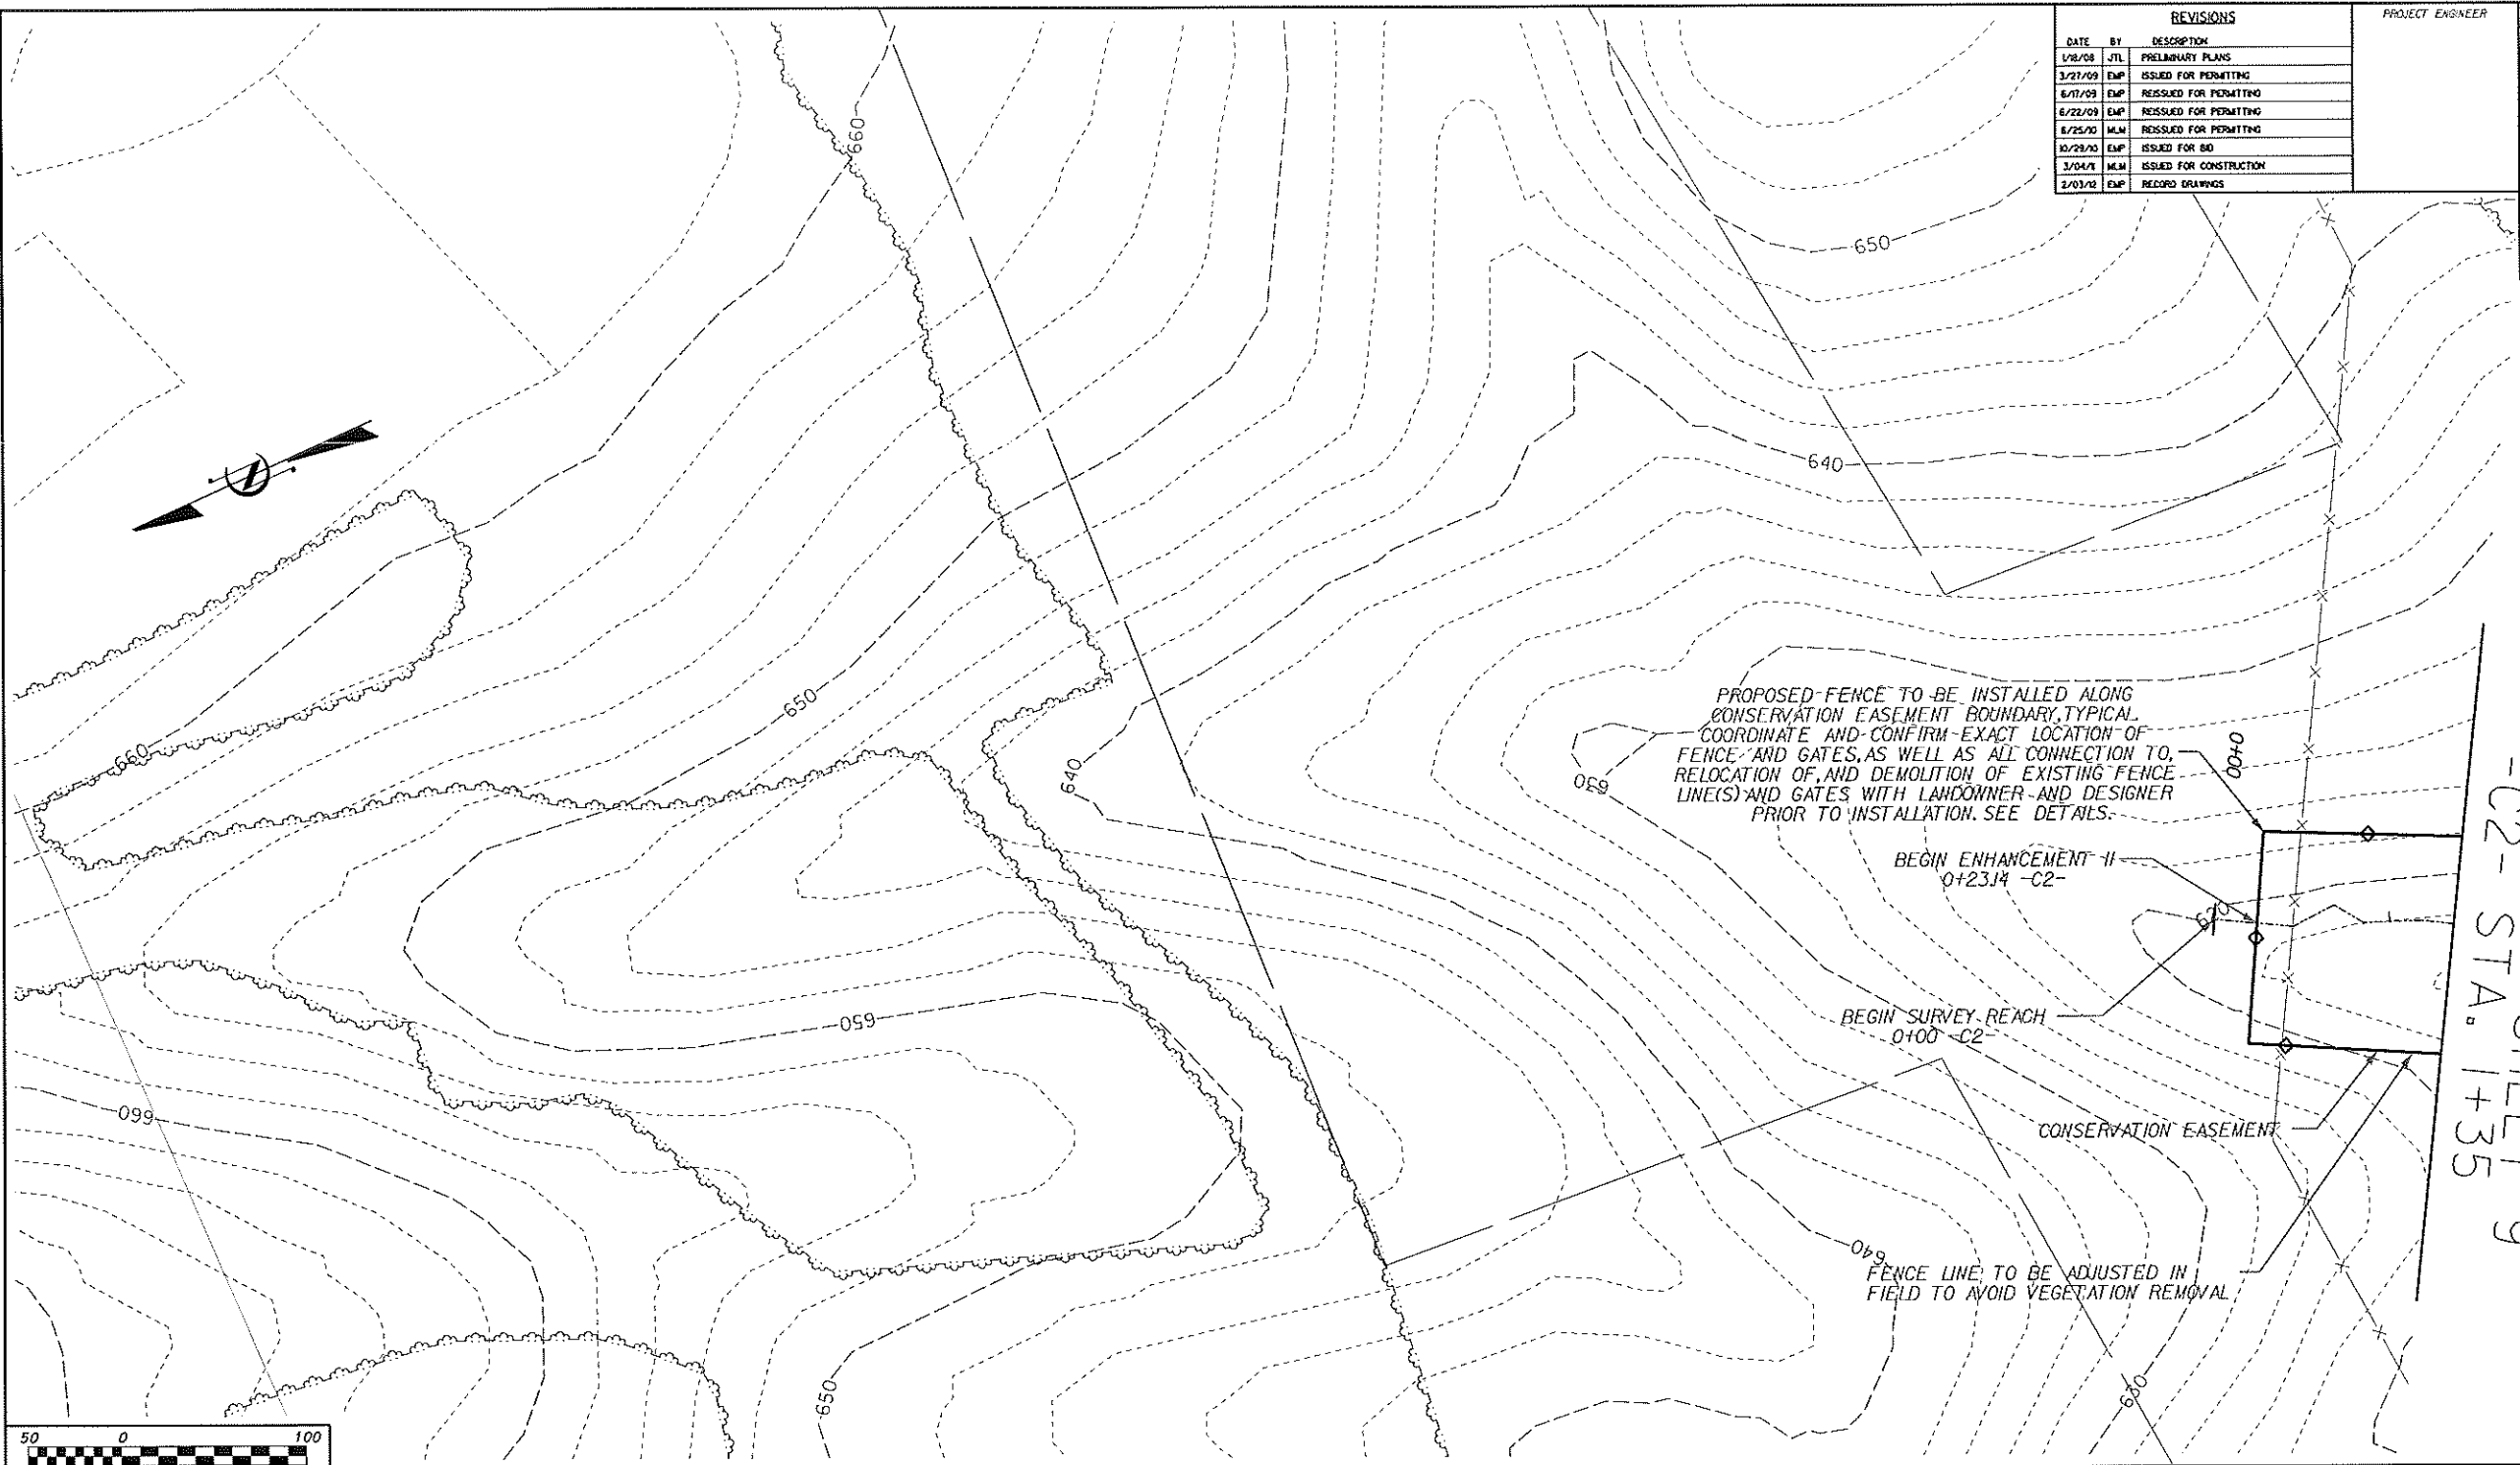 REVISIONS
DATE BY DESCRIPTION
1/18/08 JTL PRELIMINARY PLANS
3/27/09 EMP ISSUED FOR PERMITTING
6/17/09 EMP REISSUED FOR PERMITTING
6/22/09 EMP REISSUED FOR PERMITTING
6/25/10 MLM REISSUED FOR PERMITTING
10/29/10 EMP ISSUED FOR BID
3/04/11 MLM ISSUED FOR CONSTRUCTION
2/03/12 EMP RECORD DRAWINGS
PROJECT ENGINEER
660
650
640
N
660
650
640
630
PROPOSED FENCE TO BE INSTALLED ALONG
CONSERVATION EASEMENT BOUNDARY, TYPICAL.
COORDINATE AND CONFIRM EXACT LOCATION OF
FENCE AND GATES, AS WELL AS ALL CONNECTION TO,
RELOCATION OF, AND DEMOLITION OF EXISTING FENCE
LINE(S) AND GATES WITH LANDOWNER AND DESIGNER
PRIOR TO INSTALLATION. SEE DETAILS.
0+00
BEGIN ENHANCEMENT II
0+23.14 -C2-
620
BEGIN SURVEY REACH
0+00 -C2-
650
660
CONSERVATION EASEMENT
640
FENCE LINE TO BE ADJUSTED IN
FIELD TO AVOID VEGETATION REMOVAL
650
630
-C2- STA. 1+35
9
50 0 100